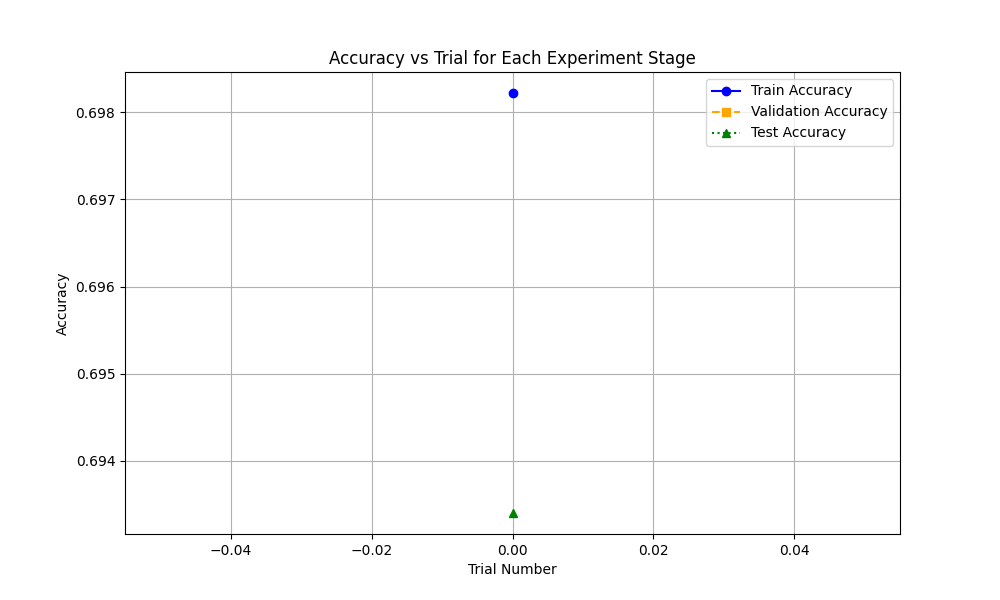 Accuracy vs Trial for Each Experiment Stage
Train Accuracy
Validation Accuracy
Test Accuracy
0.698
0.697
0.696
0.695
0.694
Accuracy
−0.04
−0.02
0.00
0.02
0.04
Trial Number